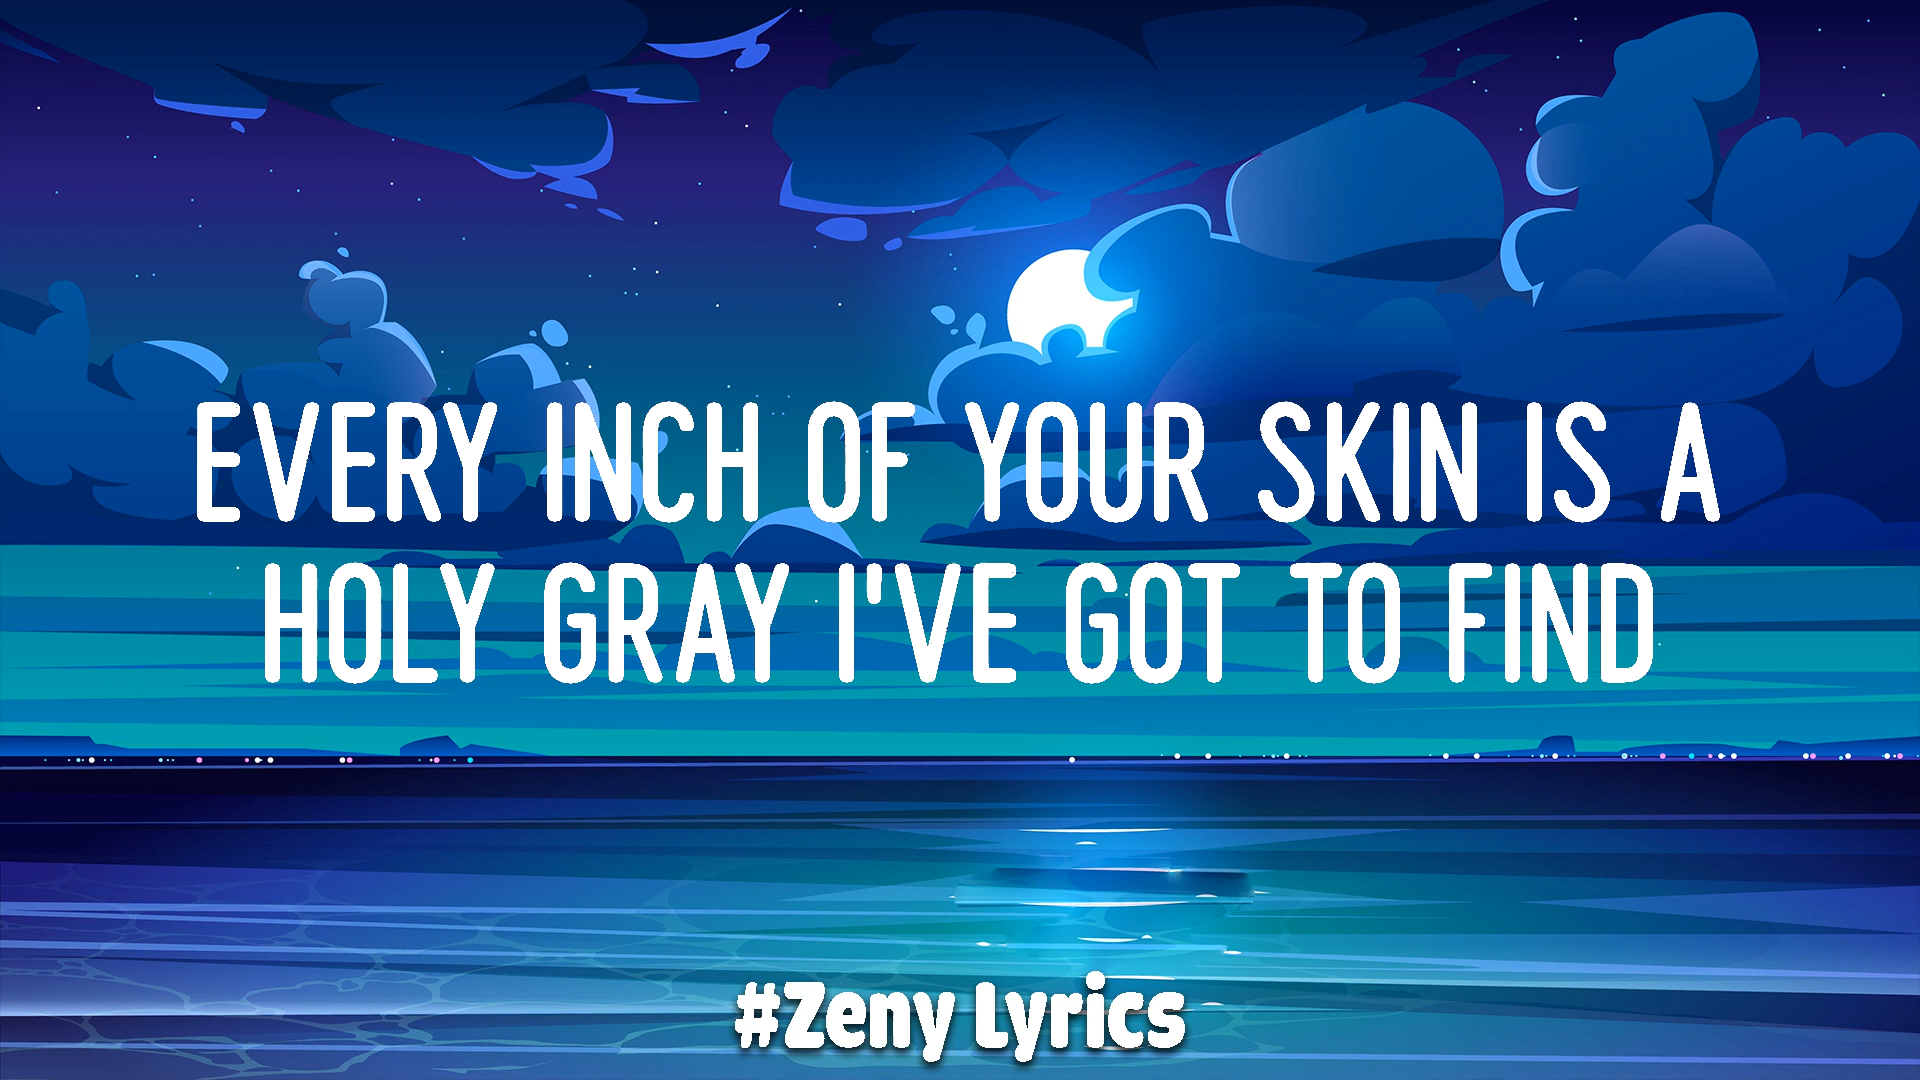 EVERY INCH OF YOUR SKIN IS A
HOLY GRAY I'VE GOT TO FIND
#Zeny Lyrics